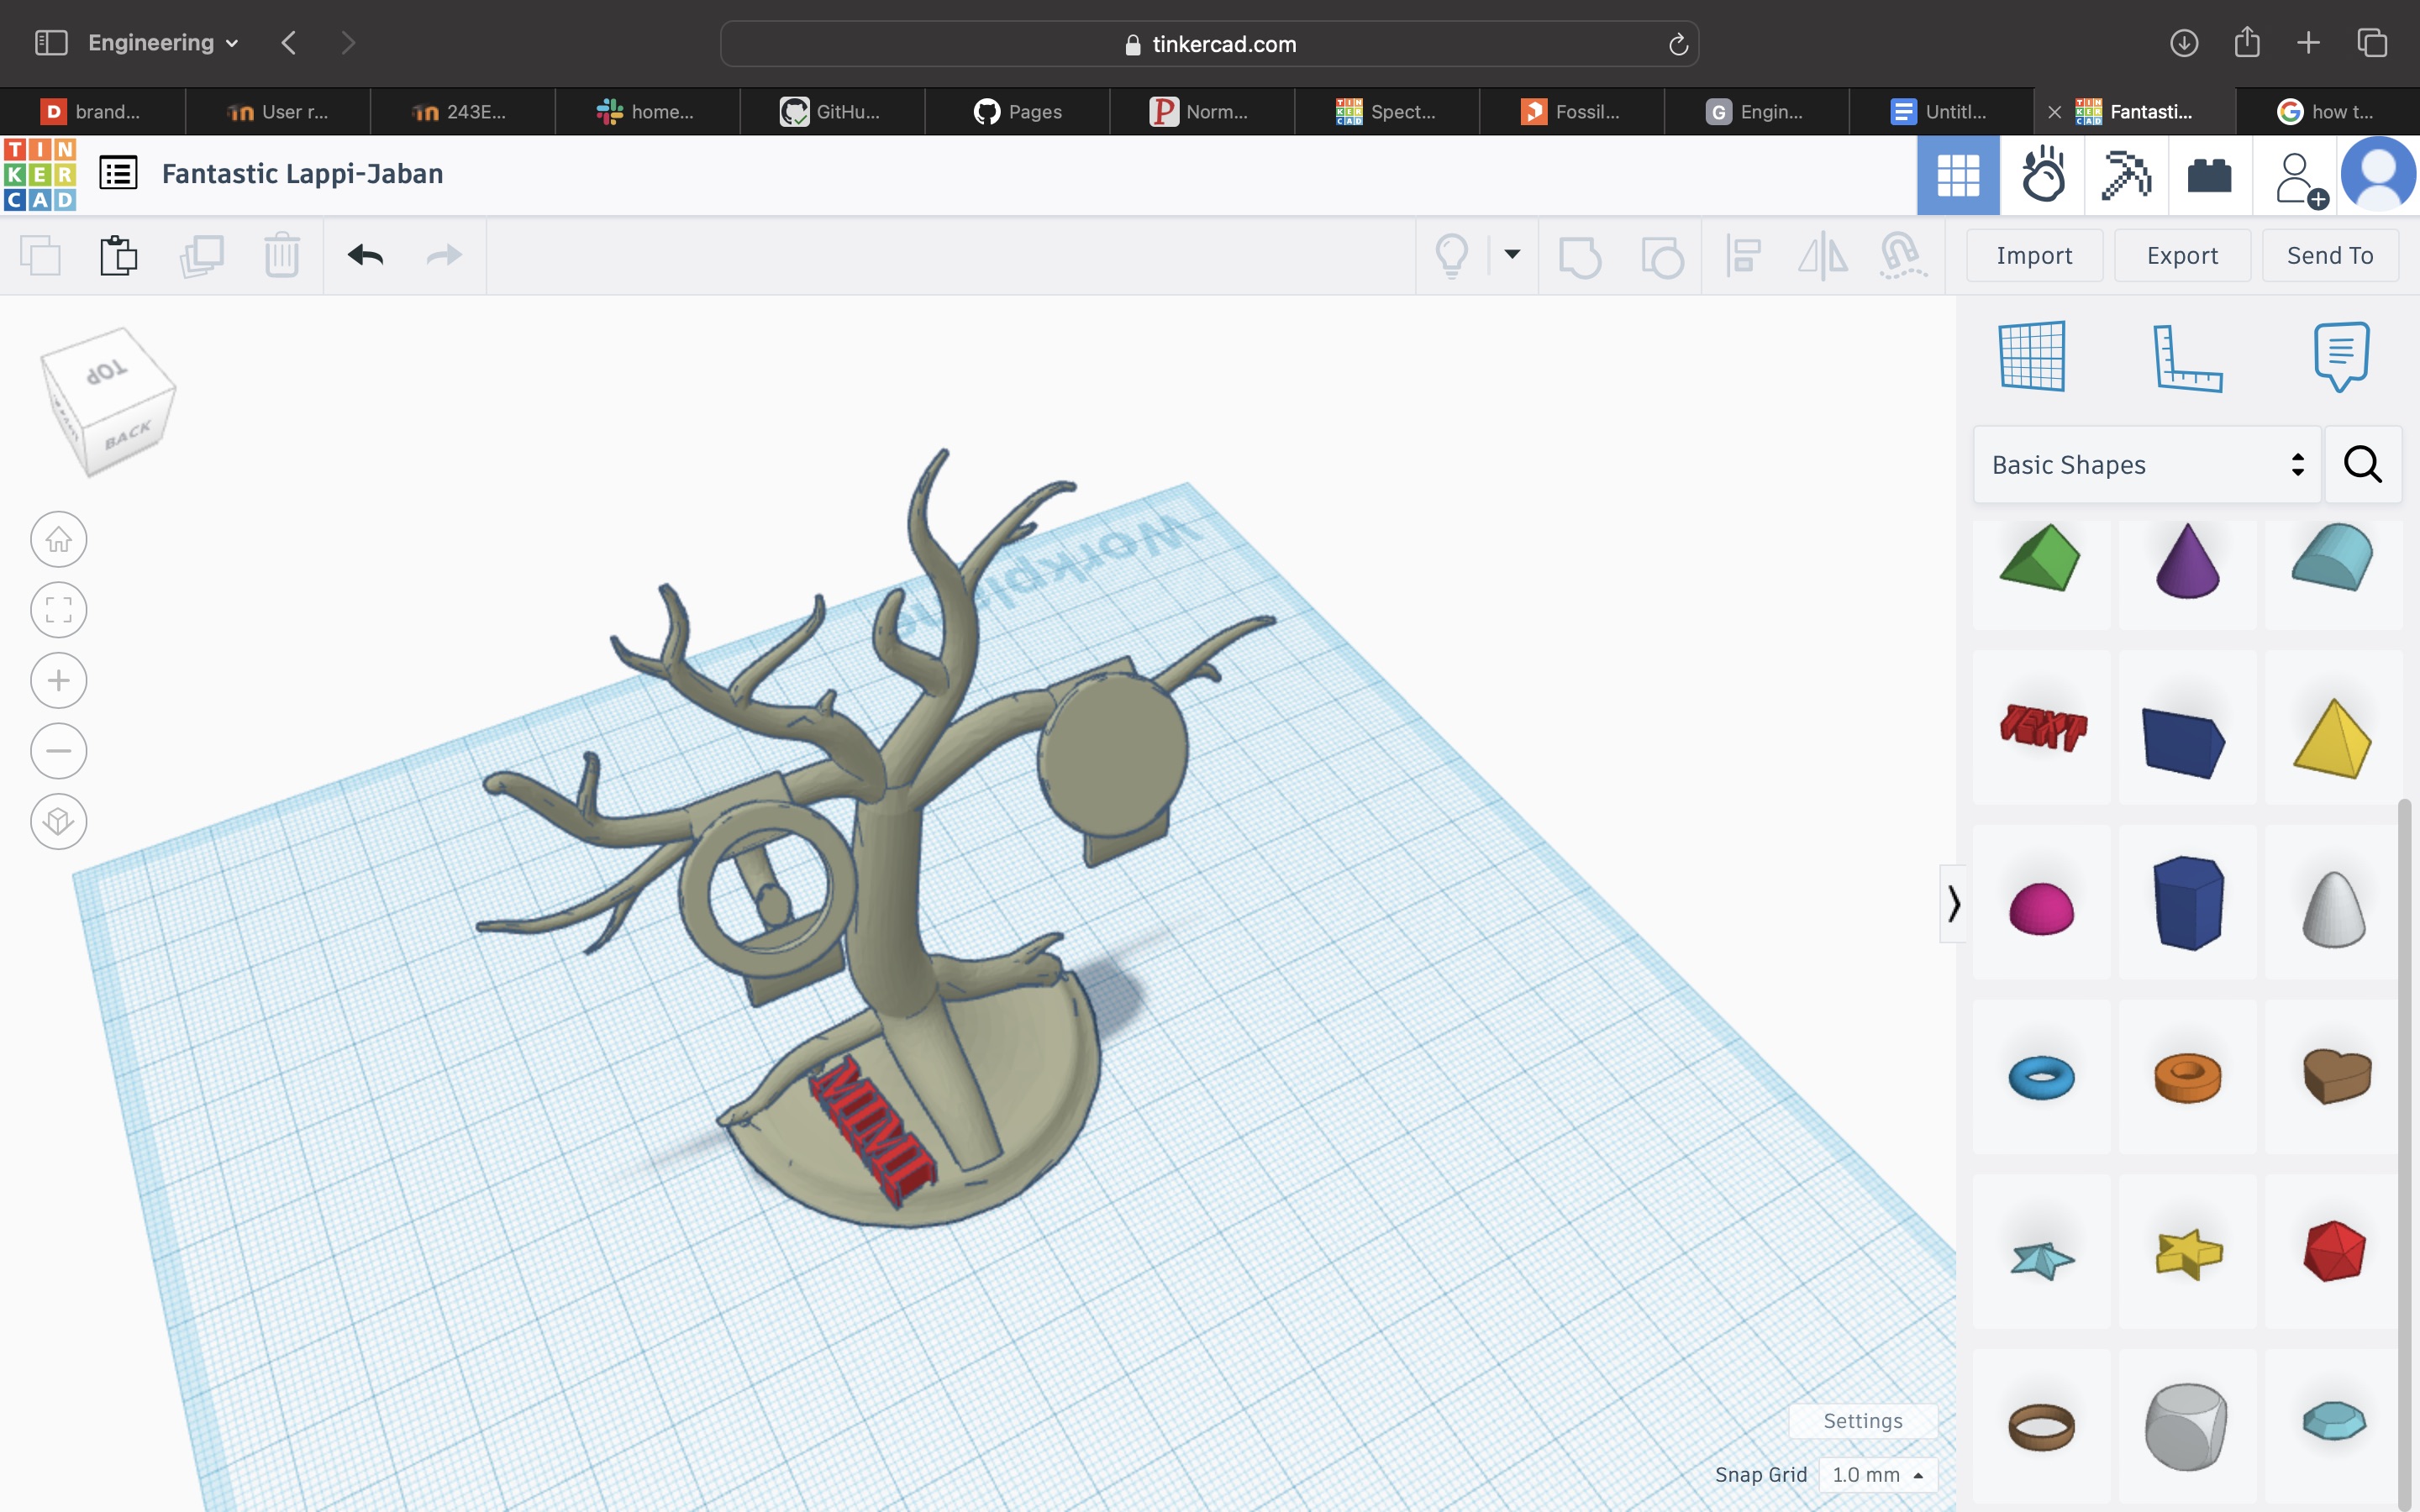 Engineering
tinkercad.com
D brand...
User r...
243E...
home...
GitHu...
Pages
P Norm...
TINKERCAD Spect...
Fossil...
G Engin...
Untitl...
TINKERCAD Fantasti...
G how t...
TIN
KER
CAD
Fantastic Lappi-Jaban
Import
Export
Send To
TOP
BACK
Basic Shapes
TEXT
MIMI
Settings
Snap Grid 1.0 mm